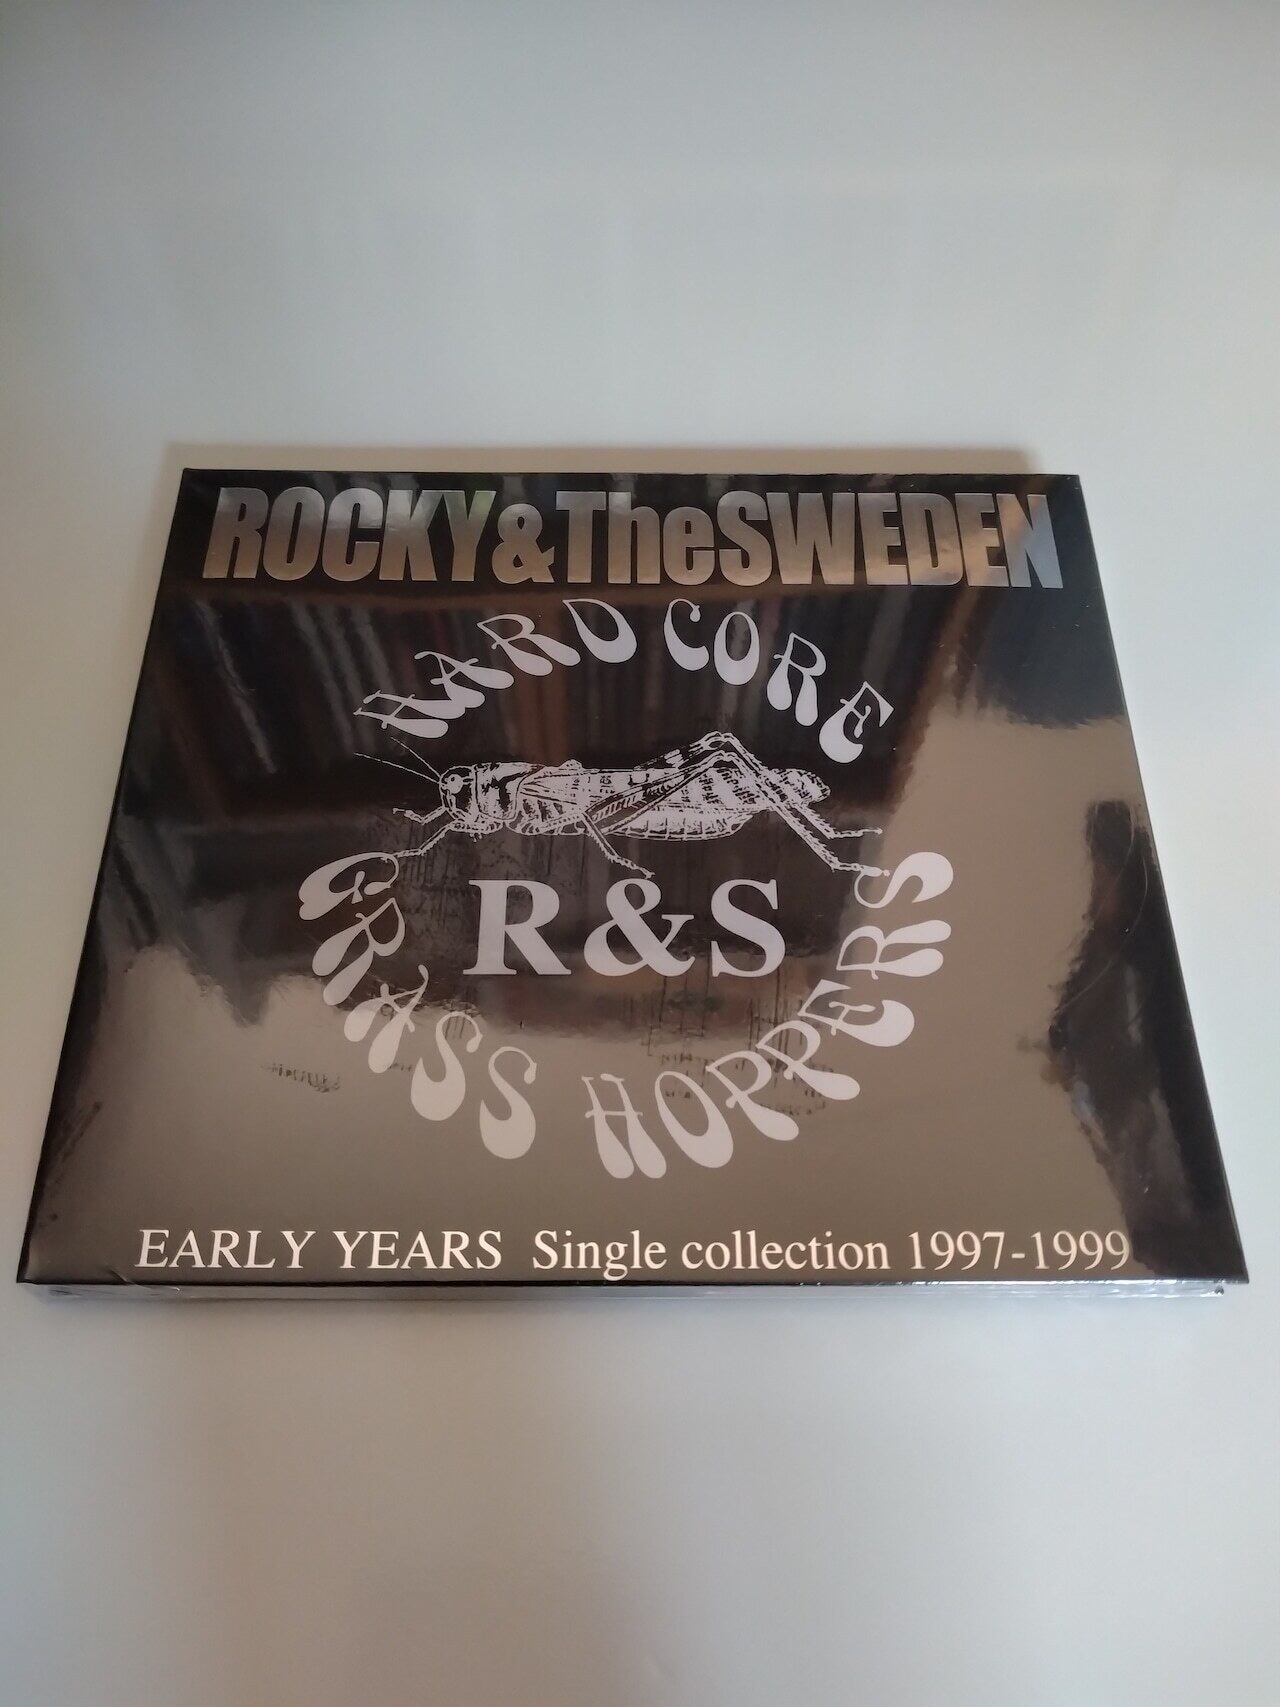 ROCKY&TheSWEDEN
HARD CORE
R&S
GRASS HOPPERS
EARLY YEARS Single collection 1997-1999